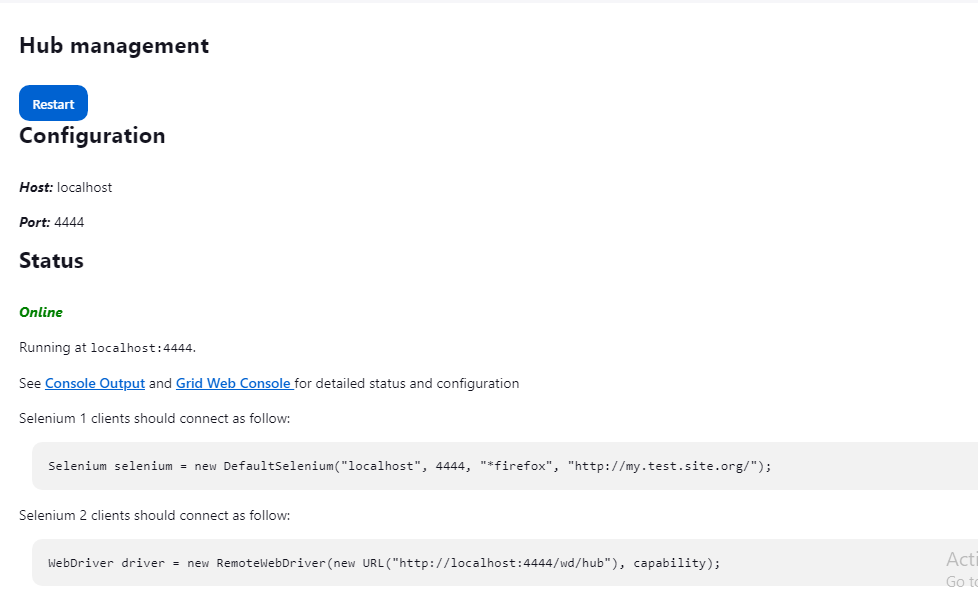 Hub management
Restart
Configuration
Host: localhost
Port: 4444
Status
Online
Running at localhost:4444.
See Console Output and Grid Web Console for detailed status and configuration
Selenium 1 clients should connect as follow:
Selenium selenium = new DefaultSelenium("localhost", 4444, "*firefox", "http://my.test.site.org/");
Selenium 2 clients should connect as follow:
WebDriver driver = new RemoteWebDriver(new URL("http://localhost:4444/wd/hub"), capability);
Go